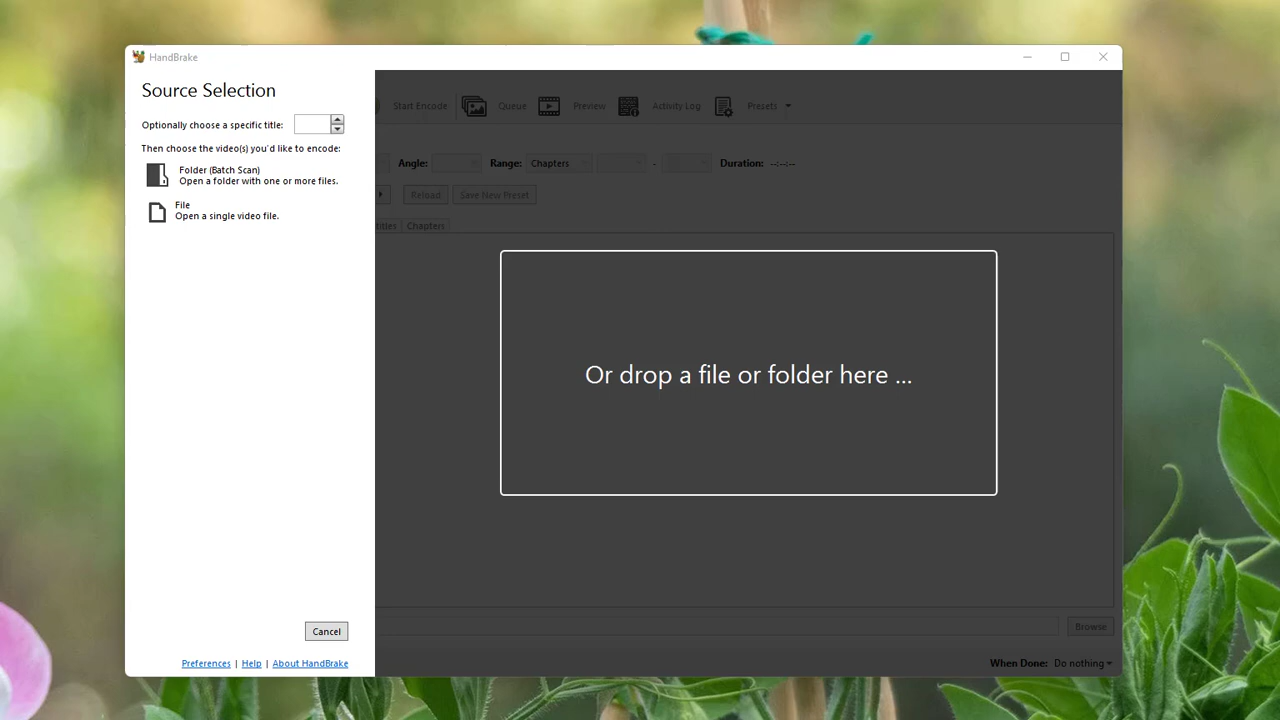 HandBrake
Source Selection
Optionally choose a specific title:
Then choose the video(s) you'd like to encode:
Folder (Batch Scan)
Open a folder with one or more files.
File
Open a single video file.
Cancel
Preferences | Help | About HandBrake
Start Encode Queue Preview Activity Log Presets
Angle: Range: Chapters - Duration: --:--:--
Reload Save New Preset
titles Chapters
Or drop a file or folder here ...
Browse
When Done: Do nothing